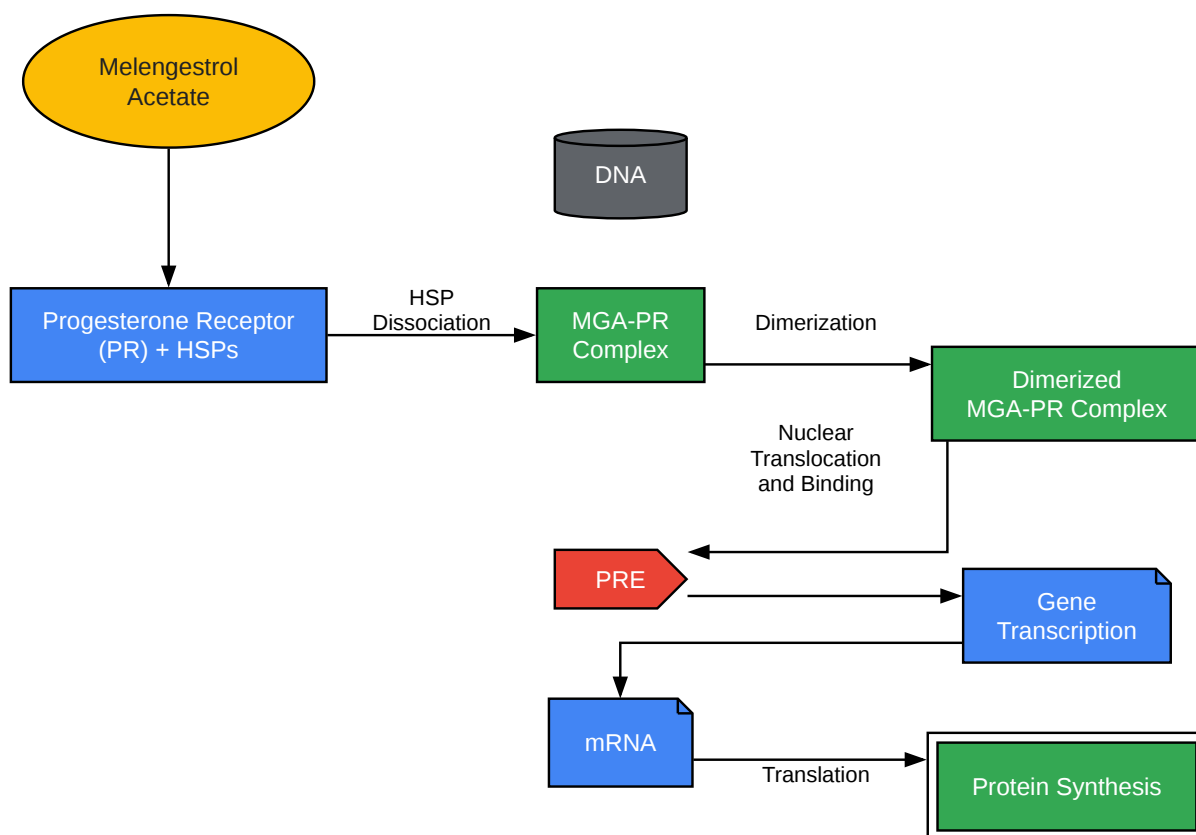 Melengestrol
Acetate
DNA
Progesterone Receptor
(PR) + HSPs
HSP
Dissociation
MGA-PR
Complex
Dimerization
Dimerized
MGA-PR Complex
Nuclear
Translocation
and Binding
PRE
Gene
Transcription
mRNA
Translation
Protein Synthesis